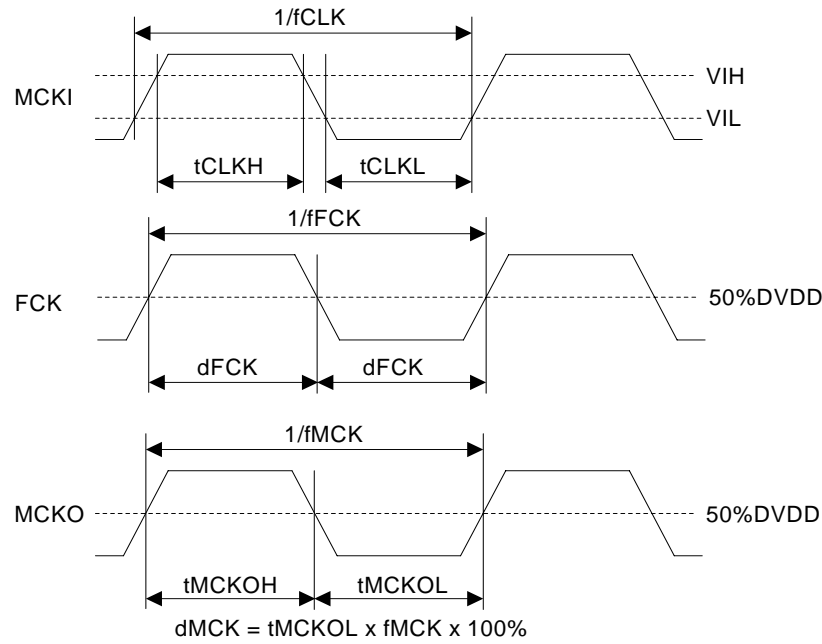 1/fCLK
MCKI
VIH
VIL
tCLKH
tCLKL
1/fFCK
FCK
50%DVDD
dFCK
dFCK
1/fMCK
MCKO
50%DVDD
tMCKOH
tMCKOL
dMCK = tMCKOL x fMCK x 100%